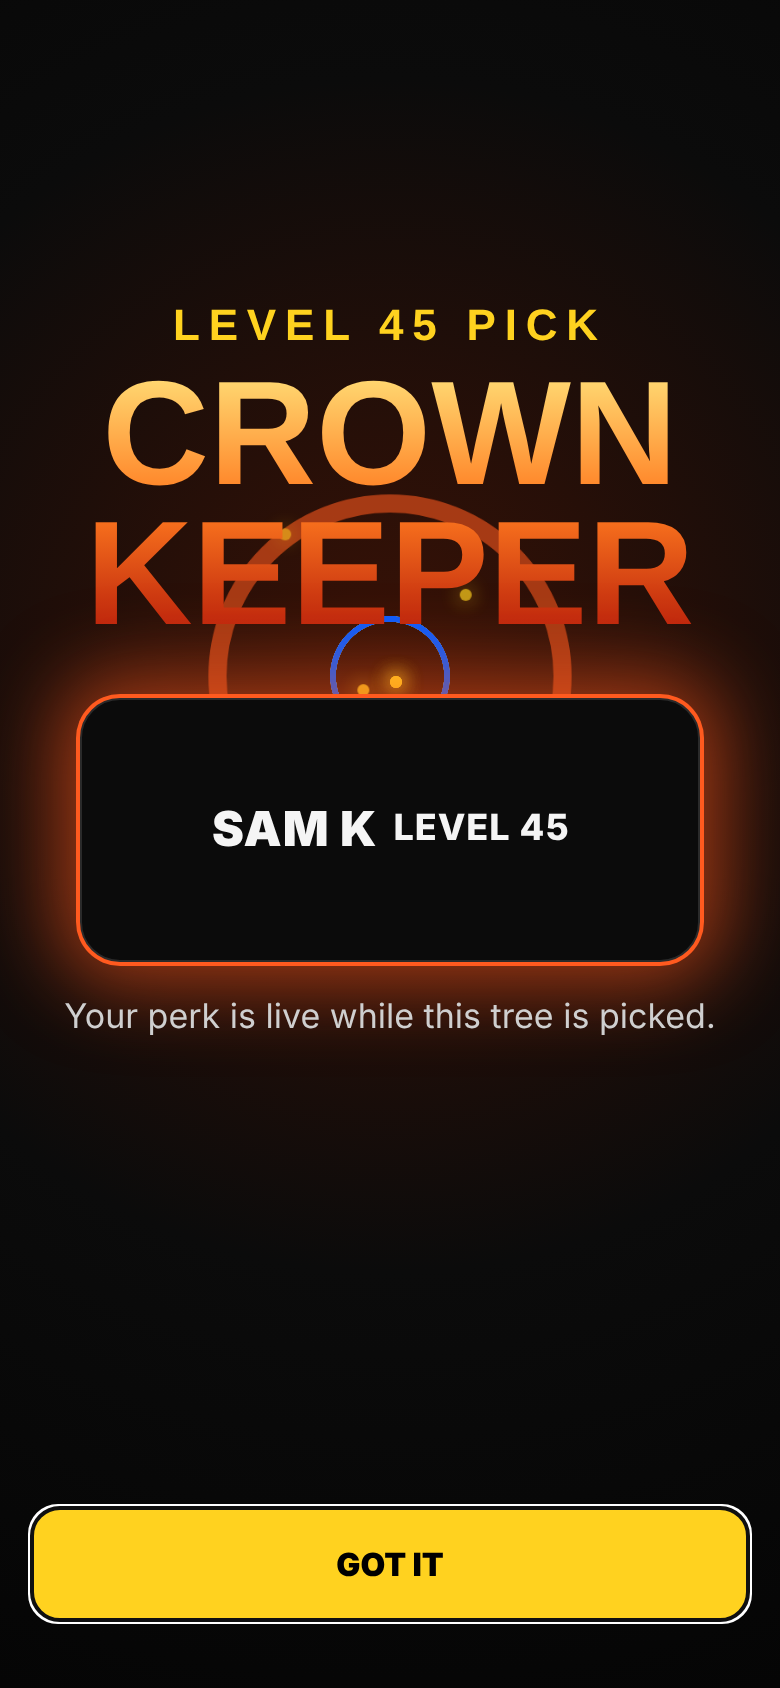 LEVEL 45 PICK
CROWN
KEEPER
SAM K LEVEL 45
Your perk is live while this tree is picked.
GOT IT